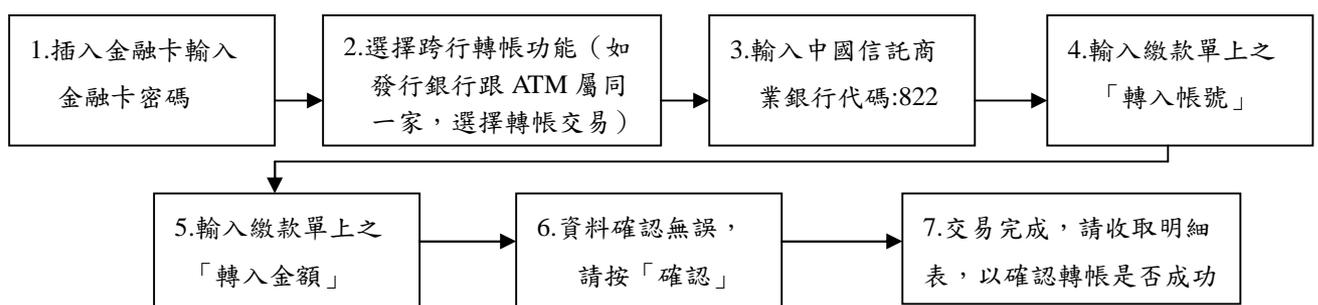 1.插入金融卡輸入
金融卡密碼
2.選擇跨行轉帳功能（如
發行銀行跟 ATM 屬同
一家，選擇轉帳交易）
3.輸入中國信託商
業銀行代碼:822
4.輸入繳款單上之
「轉入帳號」
5.輸入繳款單上之
「轉入金額」
6.資料確認無誤，
請按「確認」
7.交易完成，請收取明細
表，以確認轉帳是否成功